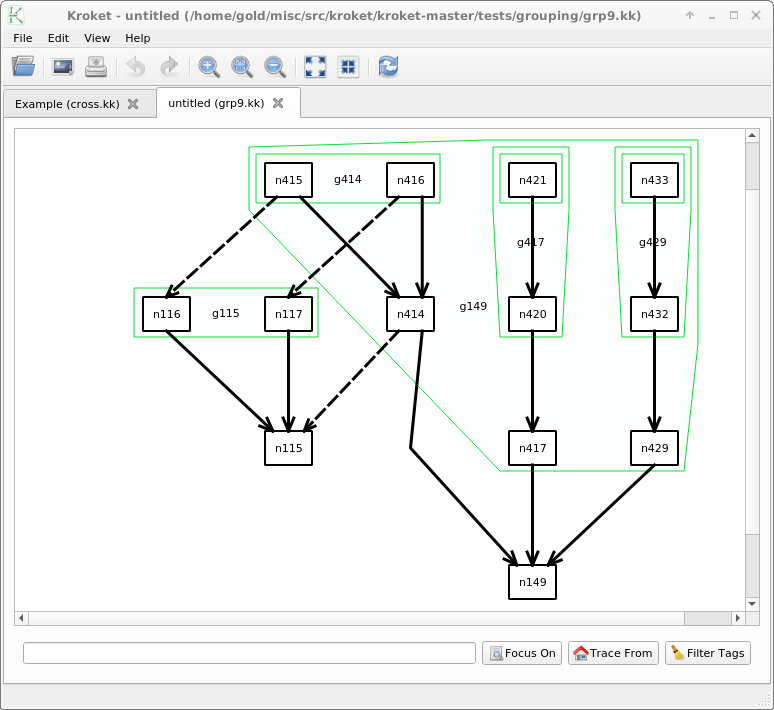 Kroket - untitled (/home/gold/misc/src/kroket/kroket-master/tests/grouping/grp9.kk)
File Edit View Help
Example (cross.kk) untitled (grp9.kk)
n415 g414 n416 n421 n433
g417 g429
n116 g115 n117 n414 g149 n420 n432
n115 n417 n429
n149
Focus On Trace From Filter Tags